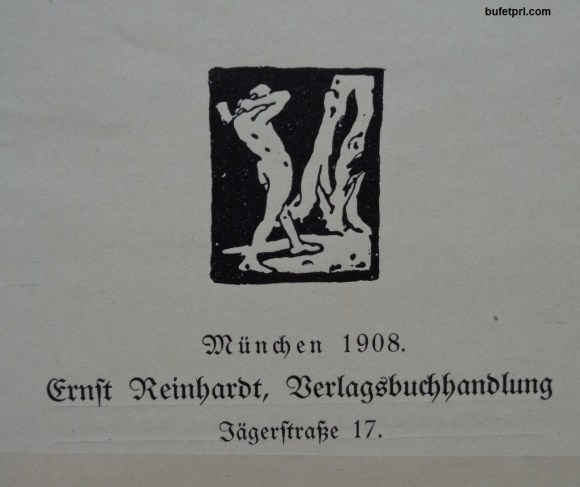 bufetprl.com
München 1908.
Ernſt Reinhardt, Verlagsbuchhandlung
Jägerſtraße 17.